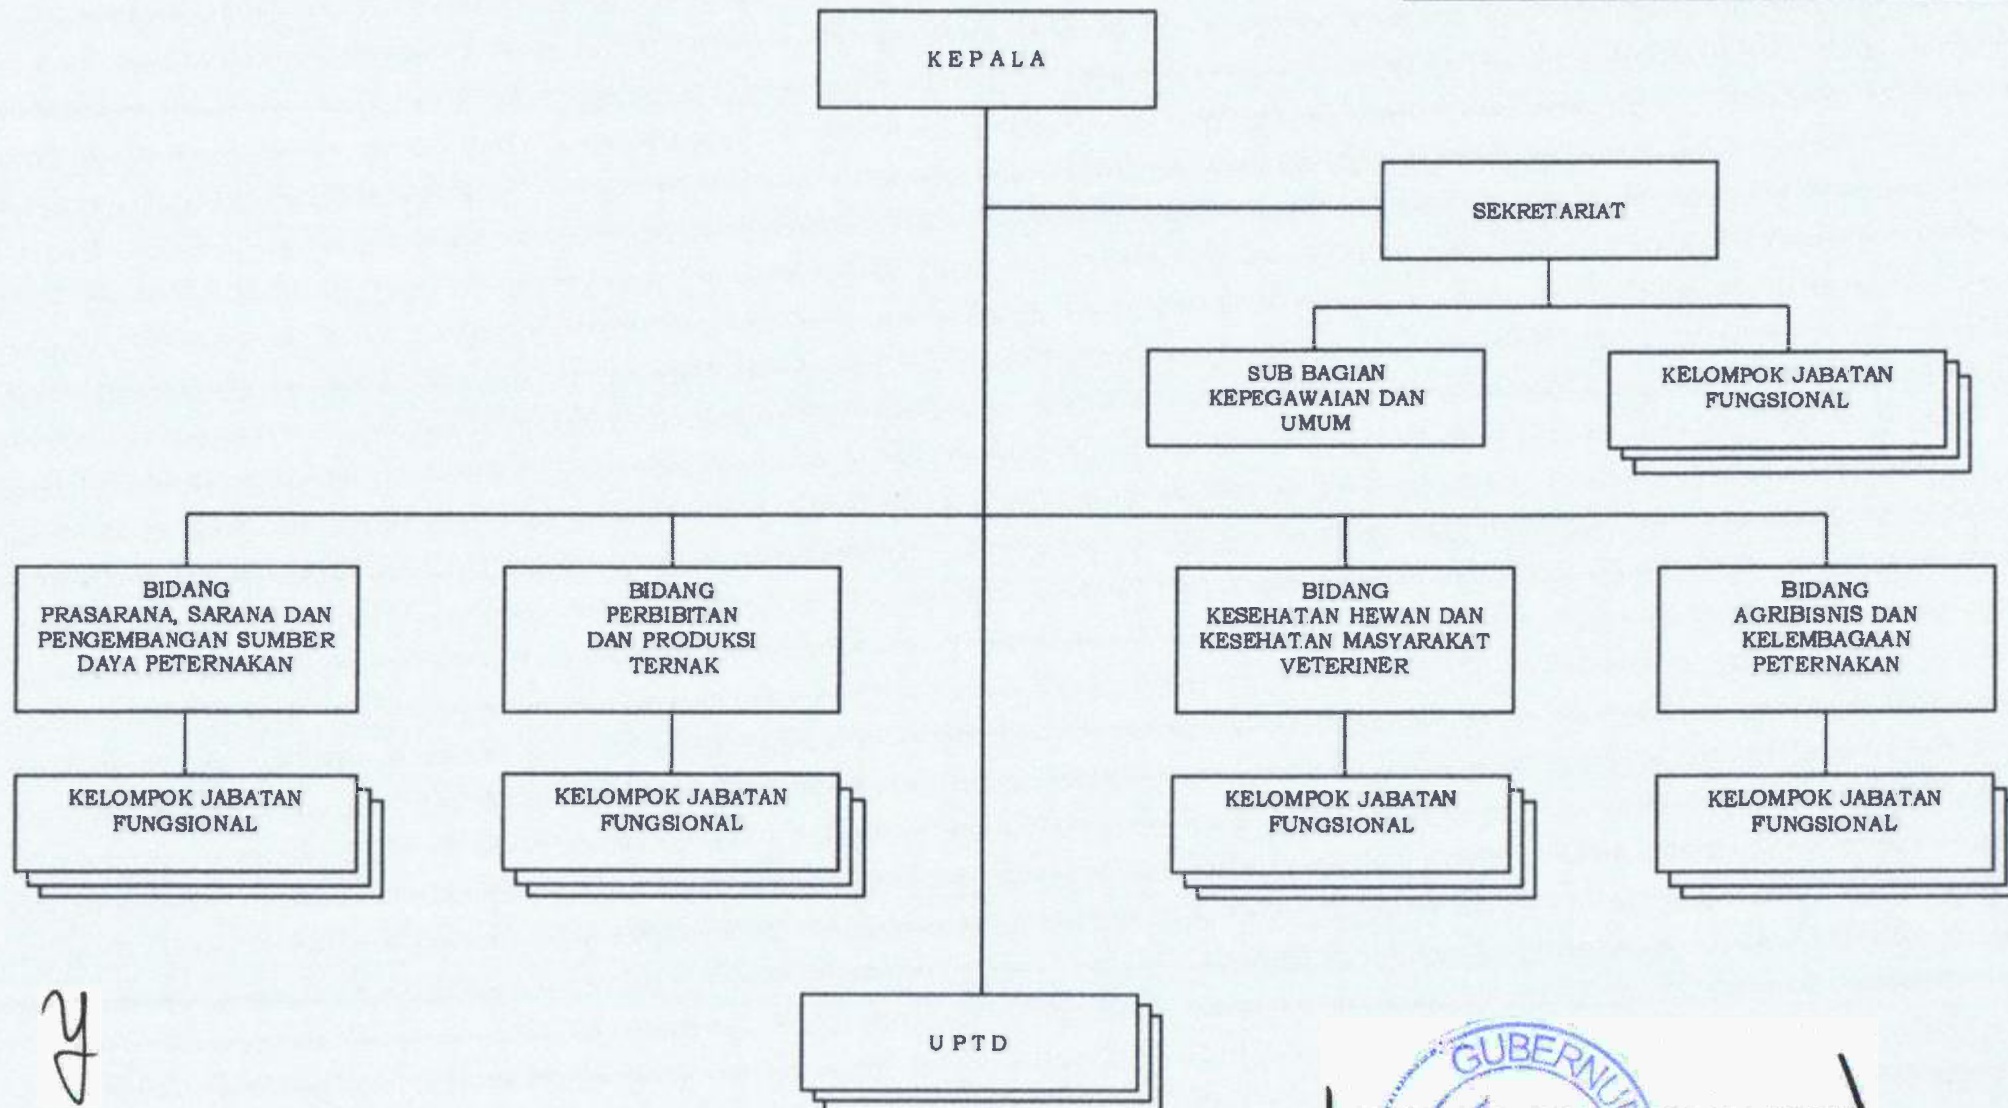 KEPALA
SEKRETARIAT
SUB BAGIAN
KEPEGAWAIAN DAN
UMUM
KELOMPOK JABATAN
FUNGSIONAL
BIDANG
PRASARANA, SARANA DAN
PENGEMBANGAN SUMBER
DAYA PETERNAKAN
BIDANG
PERBIBITAN
DAN PRODUKSI
TERNAK
BIDANG
KESEHATAN HEWAN DAN
KESEHATAN MASYARAKAT
VETERINER
BIDANG
AGRIBISNIS DAN
KELEMBAGAAN
PETERNAKAN
KELOMPOK JABATAN
FUNGSIONAL
KELOMPOK JABATAN
FUNGSIONAL
KELOMPOK JABATAN
FUNGSIONAL
KELOMPOK JABATAN
FUNGSIONAL
UPTD
GUBERNUR